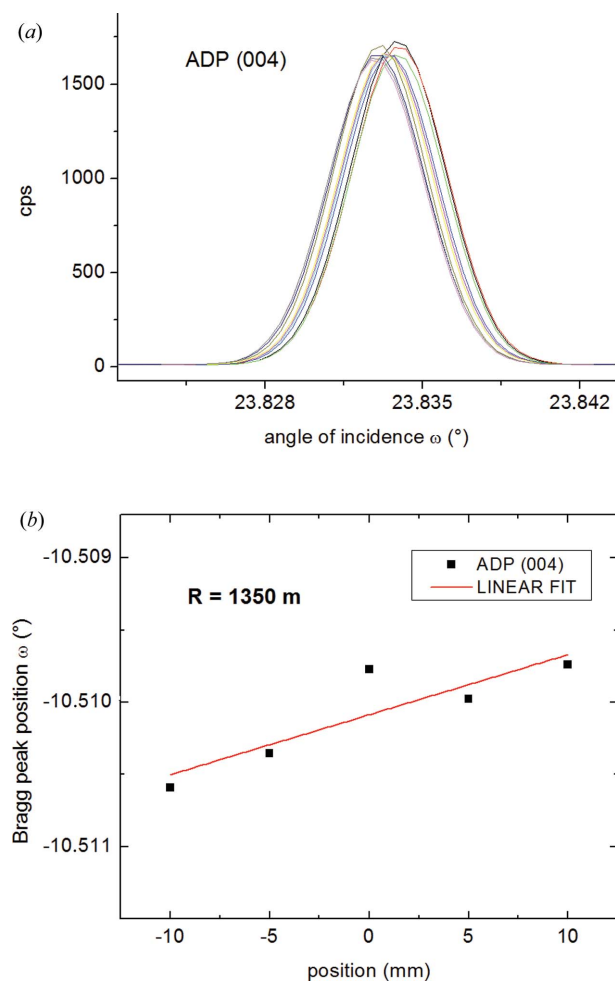 (a)
ADP (004)
cps
1500
1000
500
0
23.828 23.835 23.842
angle of incidence ω (°)
(b)
Bragg peak position ω (°)
-10.509
-10.510
-10.511
ADP (004)
LINEAR FIT
R = 1350 m
-10 -5 0 5 10
position (mm)